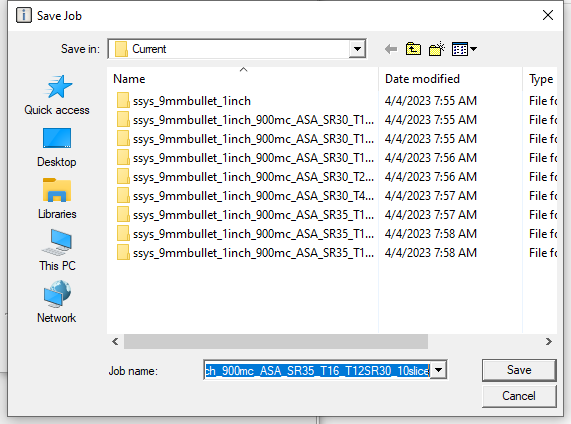 Save Job
Save in: Current
Name Date modified Type
ssys_9mmbullet_1inch 4/4/2023 7:55 AM File fo
ssys_9mmbullet_1inch_900mc_ASA_SR30_T1... 4/4/2023 7:55 AM File fo
ssys_9mmbullet_1inch_900mc_ASA_SR30_T1... 4/4/2023 7:55 AM File fo
ssys_9mmbullet_1inch_900mc_ASA_SR30_T1... 4/4/2023 7:56 AM File fo
ssys_9mmbullet_1inch_900mc_ASA_SR30_T2... 4/4/2023 7:56 AM File fo
ssys_9mmbullet_1inch_900mc_ASA_SR30_T4... 4/4/2023 7:57 AM File fo
ssys_9mmbullet_1inch_900mc_ASA_SR35_T1... 4/4/2023 7:57 AM File fo
ssys_9mmbullet_1inch_900mc_ASA_SR35_T1... 4/4/2023 7:58 AM File fo
ssys_9mmbullet_1inch_900mc_ASA_SR35_T1... 4/4/2023 7:58 AM File fo
Quick access
Desktop
Libraries
This PC
Network
Job name: ch_900mc_ASA_SR35_T16_T12SR30_10slice Save
Cancel